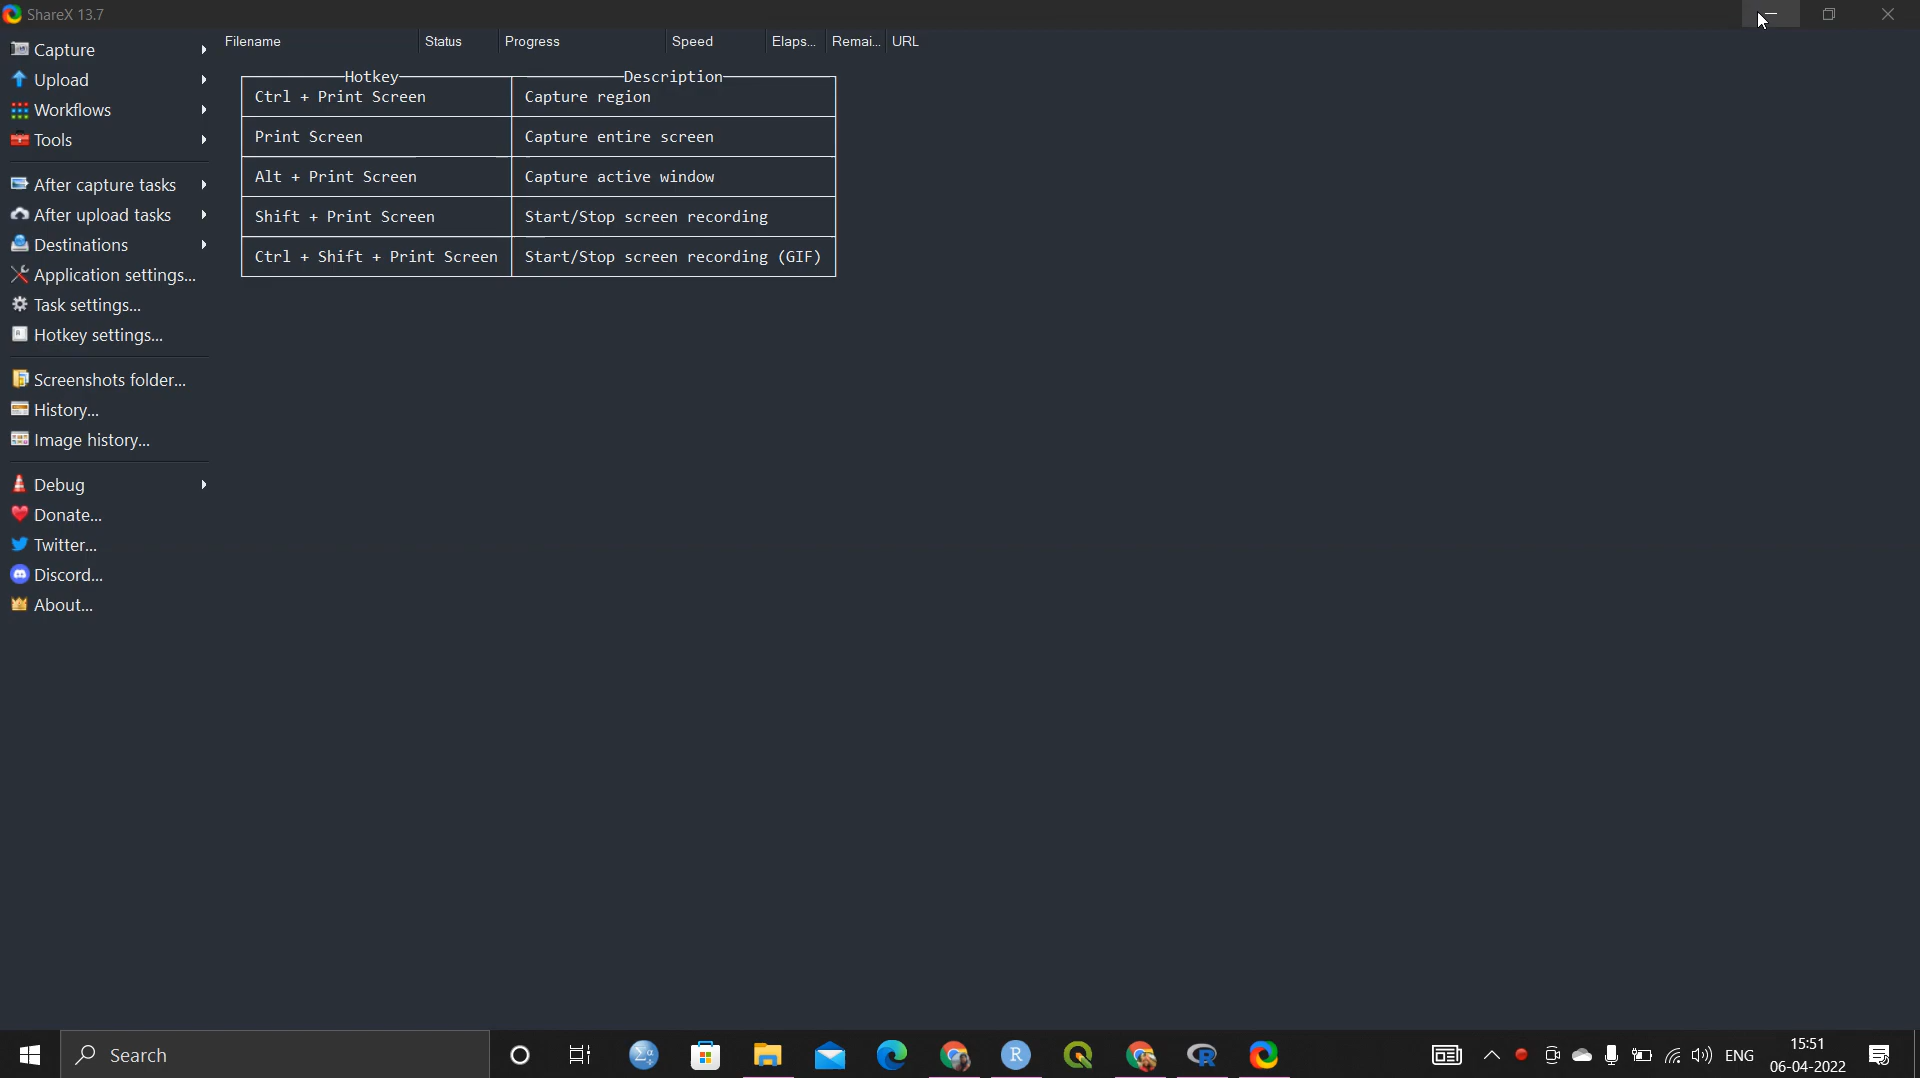 ShareX 13.7
Capture
Upload
Workflows
Tools
After capture tasks
After upload tasks
Destinations
Application settings...
Task settings...
Hotkey settings...
Screenshots folder...
History...
Image history...
Debug
Donate...
Twitter...
Discord...
About...
Filename Status Progress Speed Elaps... Remai... URL
Hotkey Description
Ctrl + Print Screen Capture region
Print Screen Capture entire screen
Alt + Print Screen Capture active window
Shift + Print Screen Start/Stop screen recording
Ctrl + Shift + Print Screen Start/Stop screen recording (GIF)
Search
ENG
15:51
06-04-2022